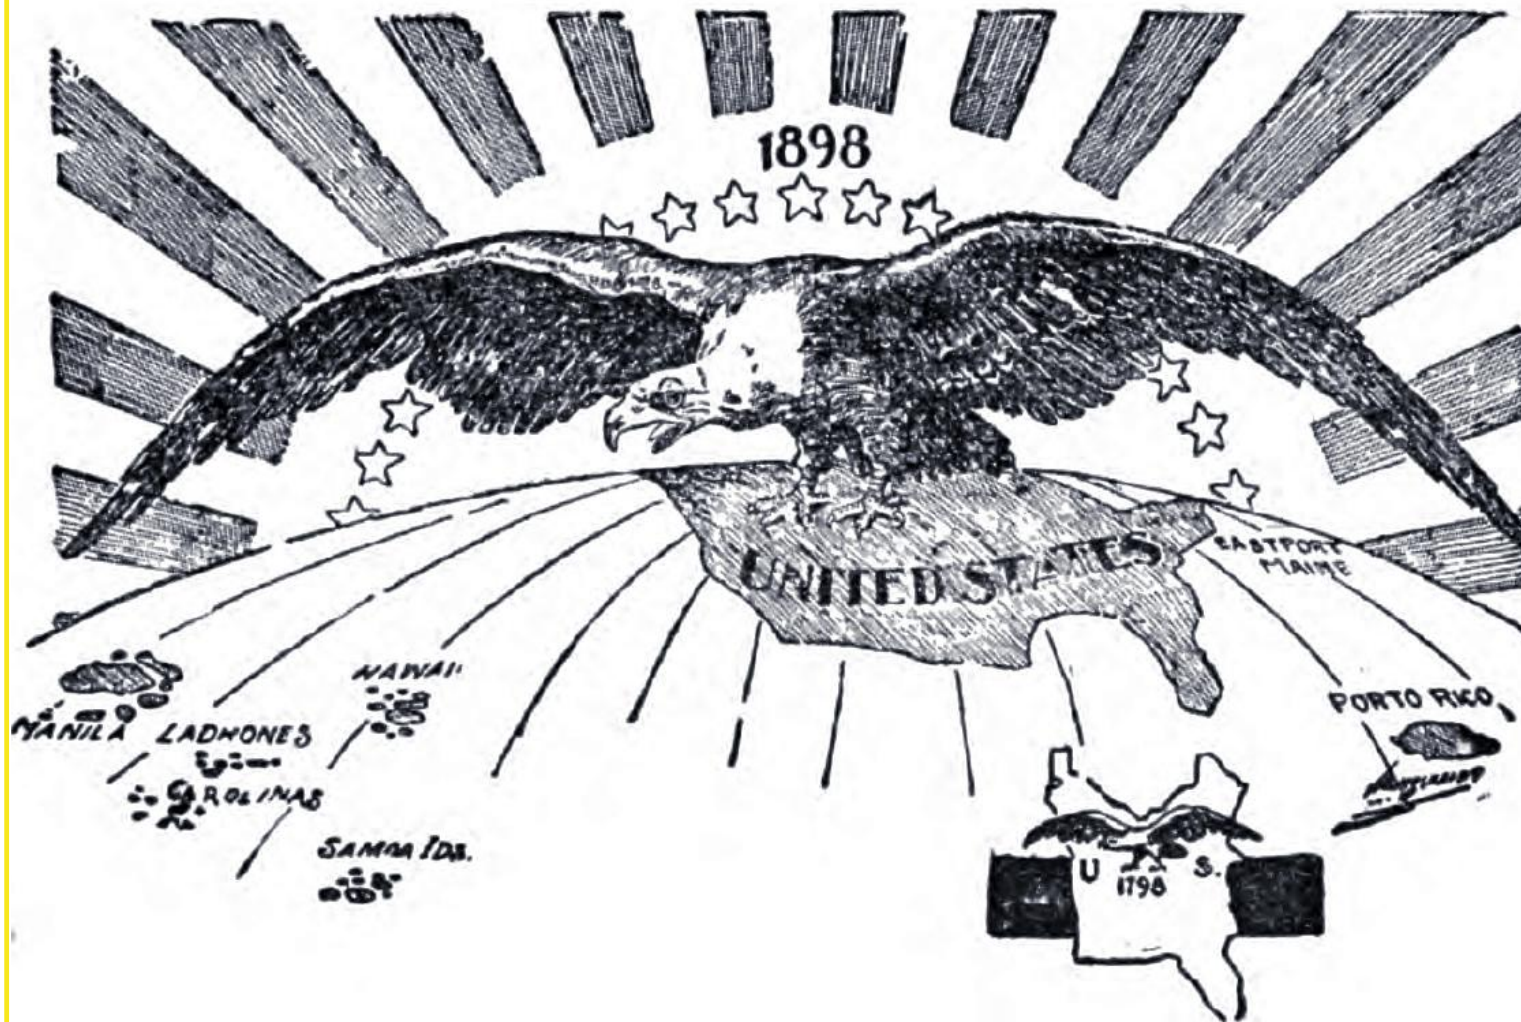 1898
UNITED STATES
EASTPORT
MAINE
HAWAII
MANILA
LADRONES
CAROLINAS
SAMOA IDS.
PORTO RICO
U S.
1798